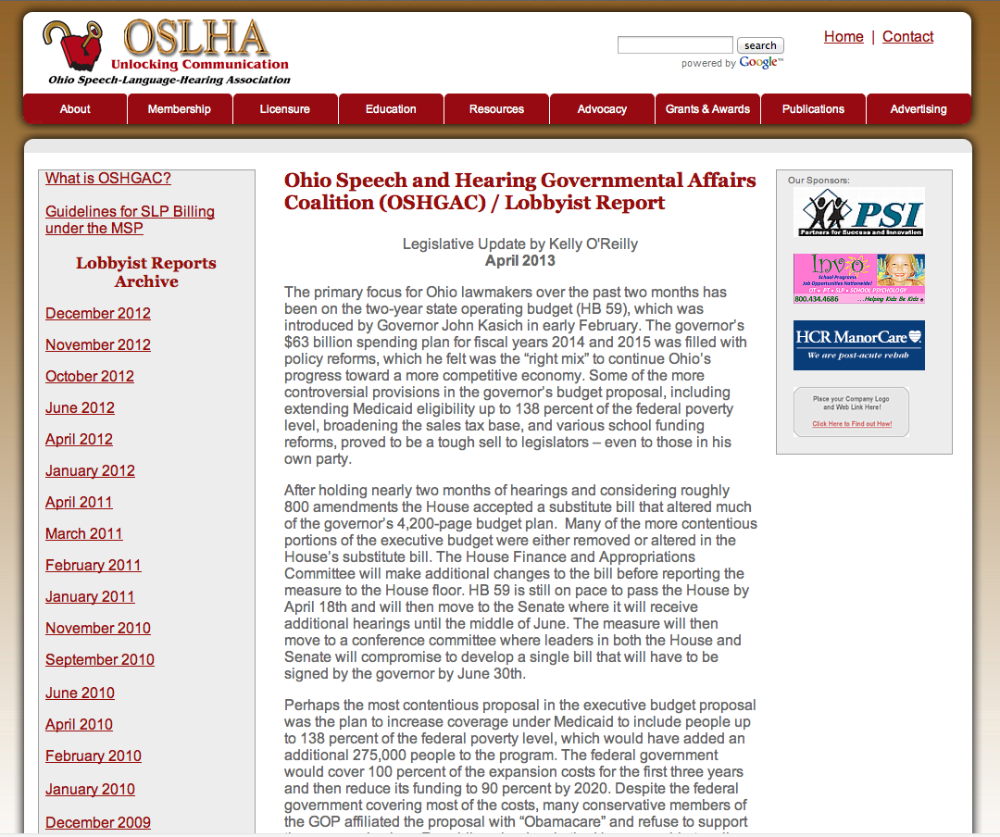 OSLHA
Unlocking Communication
Ohio Speech-Language-Hearing Association
search
powered by Google™
Home | Contact
About
Membership
Licensure
Education
Resources
Advocacy
Grants & Awards
Publications
Advertising
What is OSHGAC?
Guidelines for SLP Billing
under the MSP
Lobbyist Reports
Archive
December 2012
November 2012
October 2012
June 2012
April 2012
January 2012
April 2011
March 2011
February 2011
January 2011
November 2010
September 2010
June 2010
April 2010
February 2010
January 2010
December 2009
Ohio Speech and Hearing Governmental Affairs
Coalition (OSHGAC) / Lobbyist Report
Legislative Update by Kelly O'Reilly
April 2013
The primary focus for Ohio lawmakers over the past two months has
been on the two-year state operating budget (HB 59), which was
introduced by Governor John Kasich in early February. The governor’s
$63 billion spending plan for fiscal years 2014 and 2015 was filled with
policy reforms, which he felt was the “right mix” to continue Ohio’s
progress toward a more competitive economy. Some of the more
controversial provisions in the governor’s budget proposal, including
extending Medicaid eligibility up to 138 percent of the federal poverty
level, broadening the sales tax base, and various school funding
reforms, proved to be a tough sell to legislators – even to those in his
own party.
After holding nearly two months of hearings and considering roughly
800 amendments the House accepted a substitute bill that altered much
of the governor’s 4,200-page budget plan.  Many of the more contentious
portions of the executive budget were either removed or altered in the
House’s substitute bill. The House Finance and Appropriations
Committee will make additional changes to the bill before reporting the
measure to the House floor. HB 59 is still on pace to pass the House by
April 18th and will then move to the Senate where it will receive
additional hearings until the middle of June. The measure will then
move to a conference committee where leaders in both the House and
Senate will compromise to develop a single bill that will have to be
signed by the governor by June 30th.
Perhaps the most contentious proposal in the executive budget proposal
was the plan to increase coverage under Medicaid to include people up
to 138 percent of the federal poverty level, which would have added an
additional 275,000 people to the program. The federal government
would cover 100 percent of the expansion costs for the first three years
and then reduce its funding to 90 percent by 2020. Despite the federal
government covering most of the costs, many conservative members of
the GOP affiliated the proposal with “Obamacare” and refuse to support
Our Sponsors:
PSI
Partners for Success and Innovation
Invo
School Programs
Job Opportunities Nationwide!
OT • PT • SLP • SCHOOL PSYCHOLOGY
800.434.4686 ...Helping Kids Be Kids
HCR ManorCare
We are post-acute rehab
Place your Company Logo
and Web Link Here!
Click Here to Find out How!